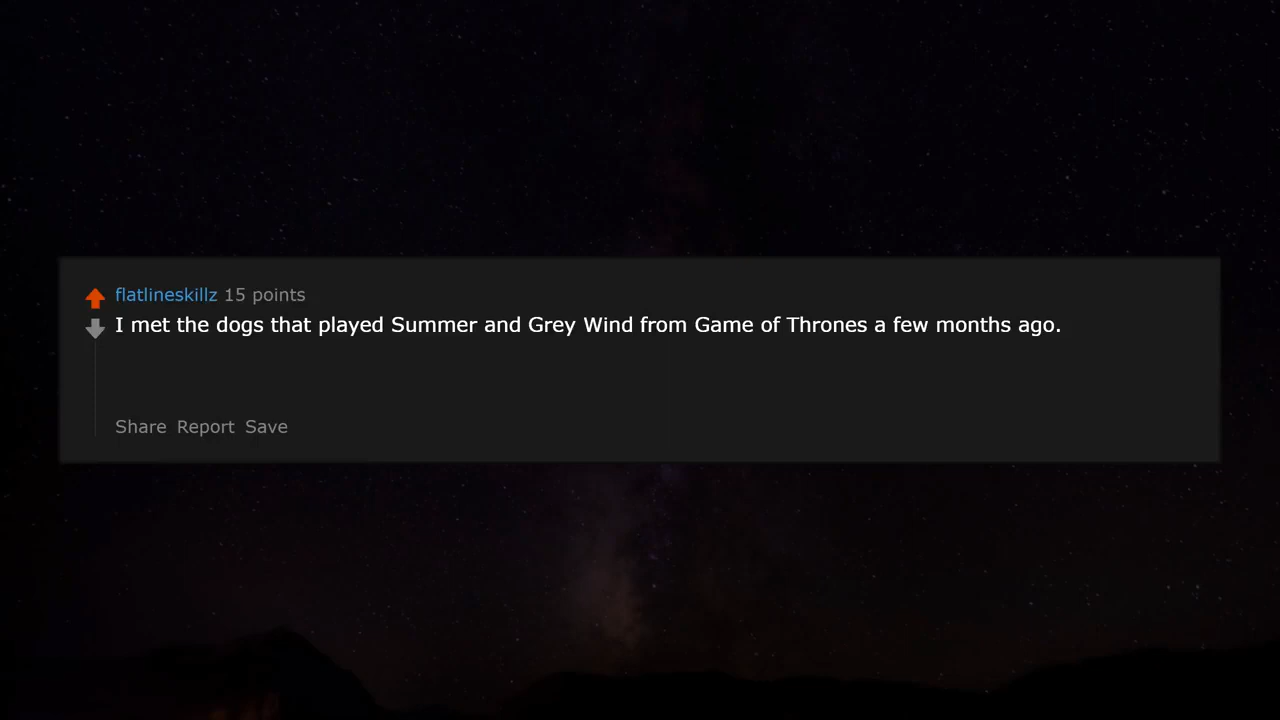 flatlineskillz 15 points
I met the dogs that played Summer and Grey Wind from Game of Thrones a few months ago.
Share Report Save